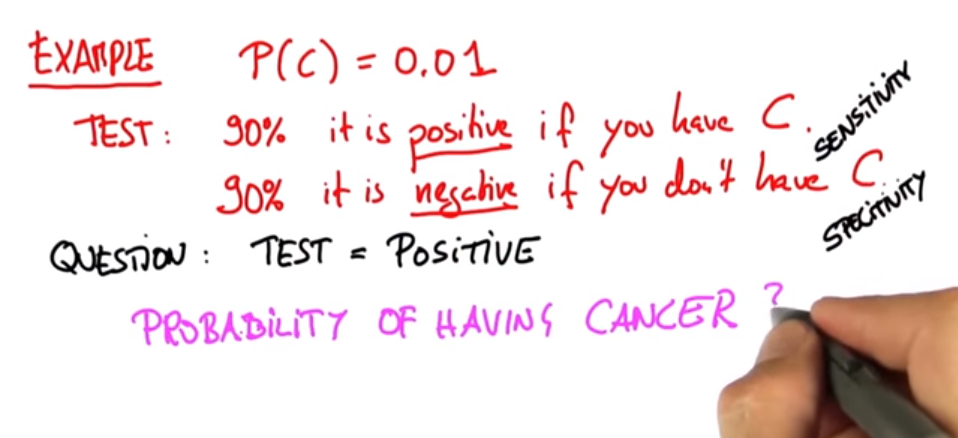 EXAMPLE P(C) = 0.01
TEST: 90% it is positive if you have C. SENSITIVITY
90% it is negative if you don't have C. SPECITIVITY
QUESTION: TEST = POSITIVE
PROBABILITY OF HAVING CANCER ?